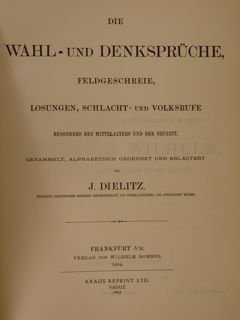 DIE
WAHL- UND DENKSPRÜCHE,
FELDGESCHREIE,
LOSUNGEN, SCHLACHT- UND VOLKSRUFE
BESONDERS DES MITTELALTERS UND DER NEUZEIT,
GESAMMELT, ALPHABETISCH GEORDNET UND ERLÄUTERT
VON
J. DIELITZ,
FRANKFURT A/M.
VERLAG VON WILHELM ROMMEL
1884.
KRAUS REPRINT LTD.
VADUZ